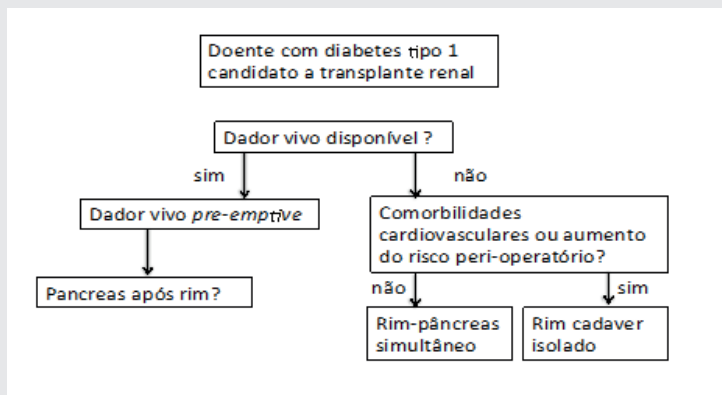 Doente com diabetes tipo 1
candidato a transplante renal
Dador vivo disponível ?
sim
não
Dador vivo pre-emptive
Comorbilidades
cardiovasculares ou aumento
do risco peri-operatório?
Pancreas após rim?
não
sim
Rim-pâncreas
simultâneo
Rim cadaver
isolado